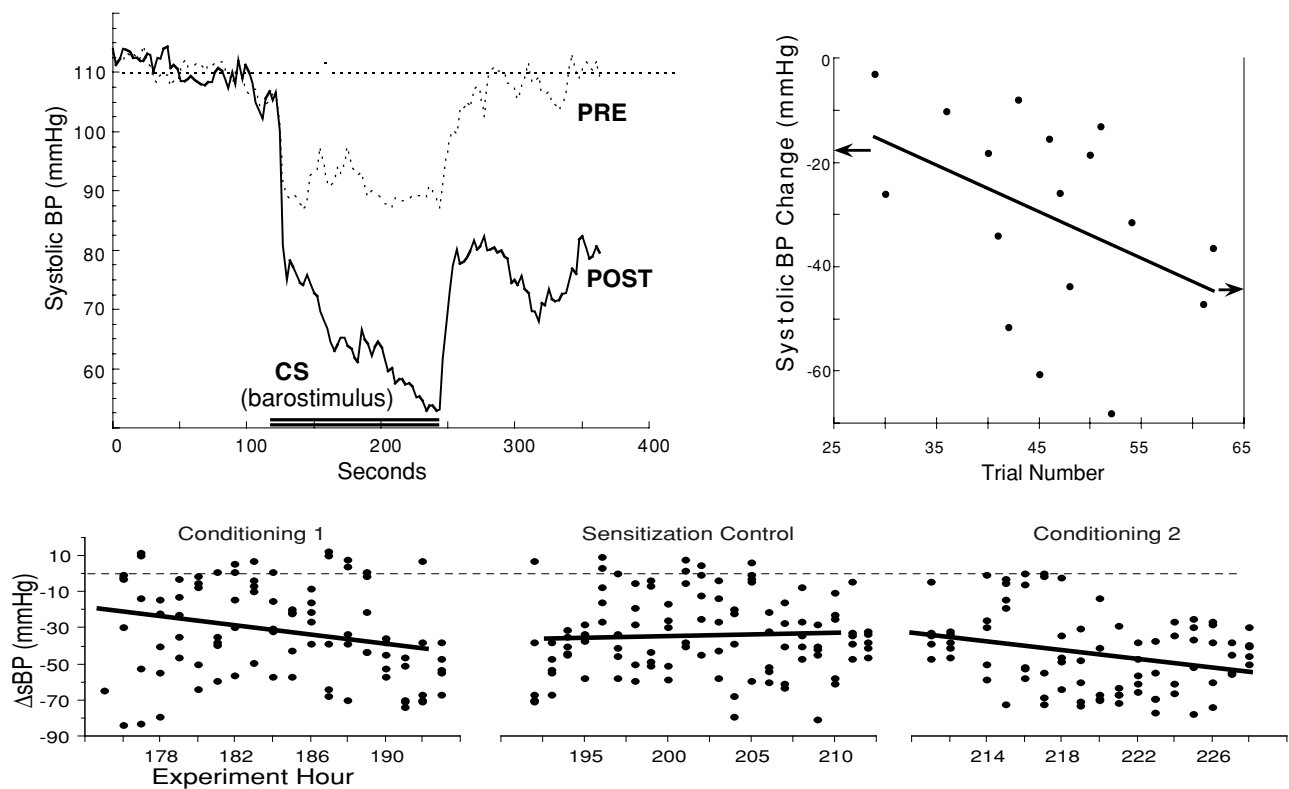 110
100
90
80
70
60
Systolic BP (mmHg)
PRE
POST
CS
(barostimulus)
0
100
200
300
400
Seconds
0
-20
-40
-60
Systolic BP Change (mmHg)
25
35
45
55
65
Trial Number
Conditioning 1
Sensitization Control
Conditioning 2
10
-10
-30
-50
-70
-90
ΔsBP (mmHg)
178
182
186
190
195
200
205
210
214
218
222
226
Experiment Hour